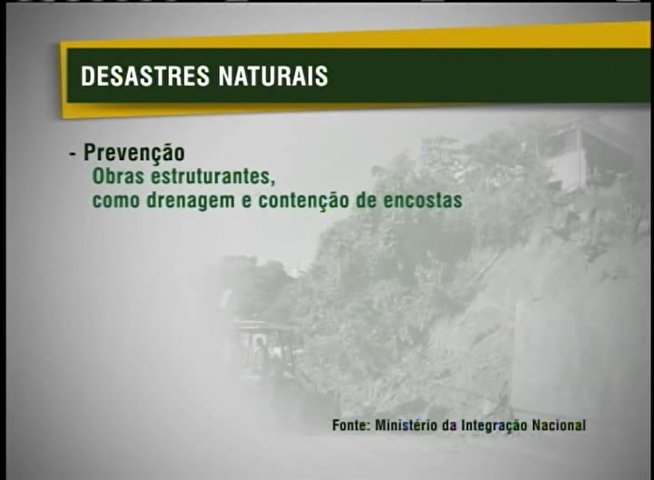 DESASTRES NATURAIS
- Prevenção
Obras estruturantes,
como drenagem e contenção de encostas
Fonte: Ministério da Integração Nacional